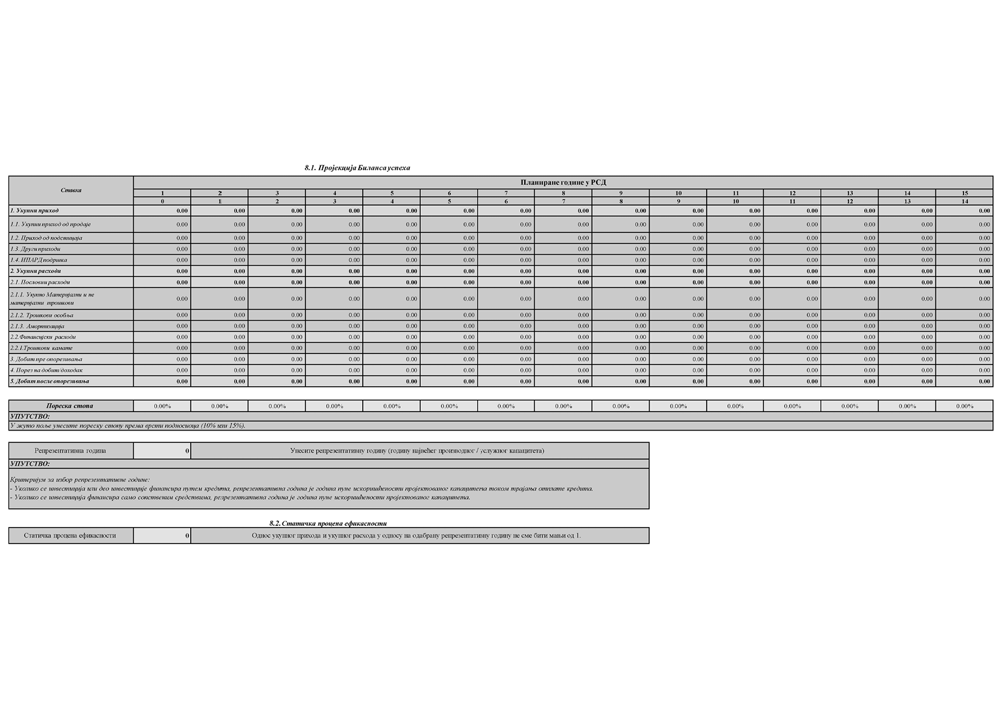 8.1. Пројекција Биланса успеха
Ставка Планиране године у РСД
1 2 3 4 5 6 7 8 9 10 11 12 13 14 15
0 1 2 3 4 5 6 7 8 9 10 11 12 13 14
1. Укупни приход 0.00 0.00 0.00 0.00 0.00 0.00 0.00 0.00 0.00 0.00 0.00 0.00 0.00 0.00 0.00
1.1. Укупни приход од продаје 0.00 0.00 0.00 0.00 0.00 0.00 0.00 0.00 0.00 0.00 0.00 0.00 0.00 0.00 0.00
1.2. Приход од подстицаја 0.00 0.00 0.00 0.00 0.00 0.00 0.00 0.00 0.00 0.00 0.00 0.00 0.00 0.00 0.00
1.3. Други приходи 0.00 0.00 0.00 0.00 0.00 0.00 0.00 0.00 0.00 0.00 0.00 0.00 0.00 0.00 0.00
1.4. ИПАРД подршка 0.00 0.00 0.00 0.00 0.00 0.00 0.00 0.00 0.00 0.00 0.00 0.00 0.00 0.00 0.00
2. Укупни расходи 0.00 0.00 0.00 0.00 0.00 0.00 0.00 0.00 0.00 0.00 0.00 0.00 0.00 0.00 0.00
2.1. Пословни расходи 0.00 0.00 0.00 0.00 0.00 0.00 0.00 0.00 0.00 0.00 0.00 0.00 0.00 0.00 0.00
2.1.1. Укупно Материјални и не
материјални трошкови 0.00 0.00 0.00 0.00 0.00 0.00 0.00 0.00 0.00 0.00 0.00 0.00 0.00 0.00 0.00
2.1.2. Трошкови особља 0.00 0.00 0.00 0.00 0.00 0.00 0.00 0.00 0.00 0.00 0.00 0.00 0.00 0.00 0.00
2.1.3. Амортизација 0.00 0.00 0.00 0.00 0.00 0.00 0.00 0.00 0.00 0.00 0.00 0.00 0.00 0.00 0.00
2.2.Финансијски расходи 0.00 0.00 0.00 0.00 0.00 0.00 0.00 0.00 0.00 0.00 0.00 0.00 0.00 0.00 0.00
2.2.1.Трошкови камате 0.00 0.00 0.00 0.00 0.00 0.00 0.00 0.00 0.00 0.00 0.00 0.00 0.00 0.00 0.00
3. Добит пре опорезивања 0.00 0.00 0.00 0.00 0.00 0.00 0.00 0.00 0.00 0.00 0.00 0.00 0.00 0.00 0.00
4. Порез на добит/доходак 0.00 0.00 0.00 0.00 0.00 0.00 0.00 0.00 0.00 0.00 0.00 0.00 0.00 0.00 0.00
5. Добит после опорезивања 0.00 0.00 0.00 0.00 0.00 0.00 0.00 0.00 0.00 0.00 0.00 0.00 0.00 0.00 0.00
Пореска стопа 0.00% 0.00% 0.00% 0.00% 0.00% 0.00% 0.00% 0.00% 0.00% 0.00% 0.00% 0.00% 0.00% 0.00% 0.00%
УПУТСТВО:
У жуто поље унесите пореску стопу према врсти подносиоца (10% или 15%).
Репрезентативна година 0 Унесите репрезентативну годину (годину највећег производног / услужног капацитета)
УПУТСТВО:
Критеријум за избор репрезентативне године:
- Уколико се инвестиција или део инвестиције финансира путем кредита, репрезентативна година је година пуне искоришћености пројектованог капацитета током трајања отплате кредита.
- Уколико се инвестиција финансира само сопственим средствима, репрезентативна година је година пуне искоришћености пројектованог капацитета.
8.2. Статичка процена ефикасности
Статичка процена ефикасности 0 Однос укупног прихода и укупног расхода у односу на одабрану репрезентативну годину не сме бити мањи од 1.